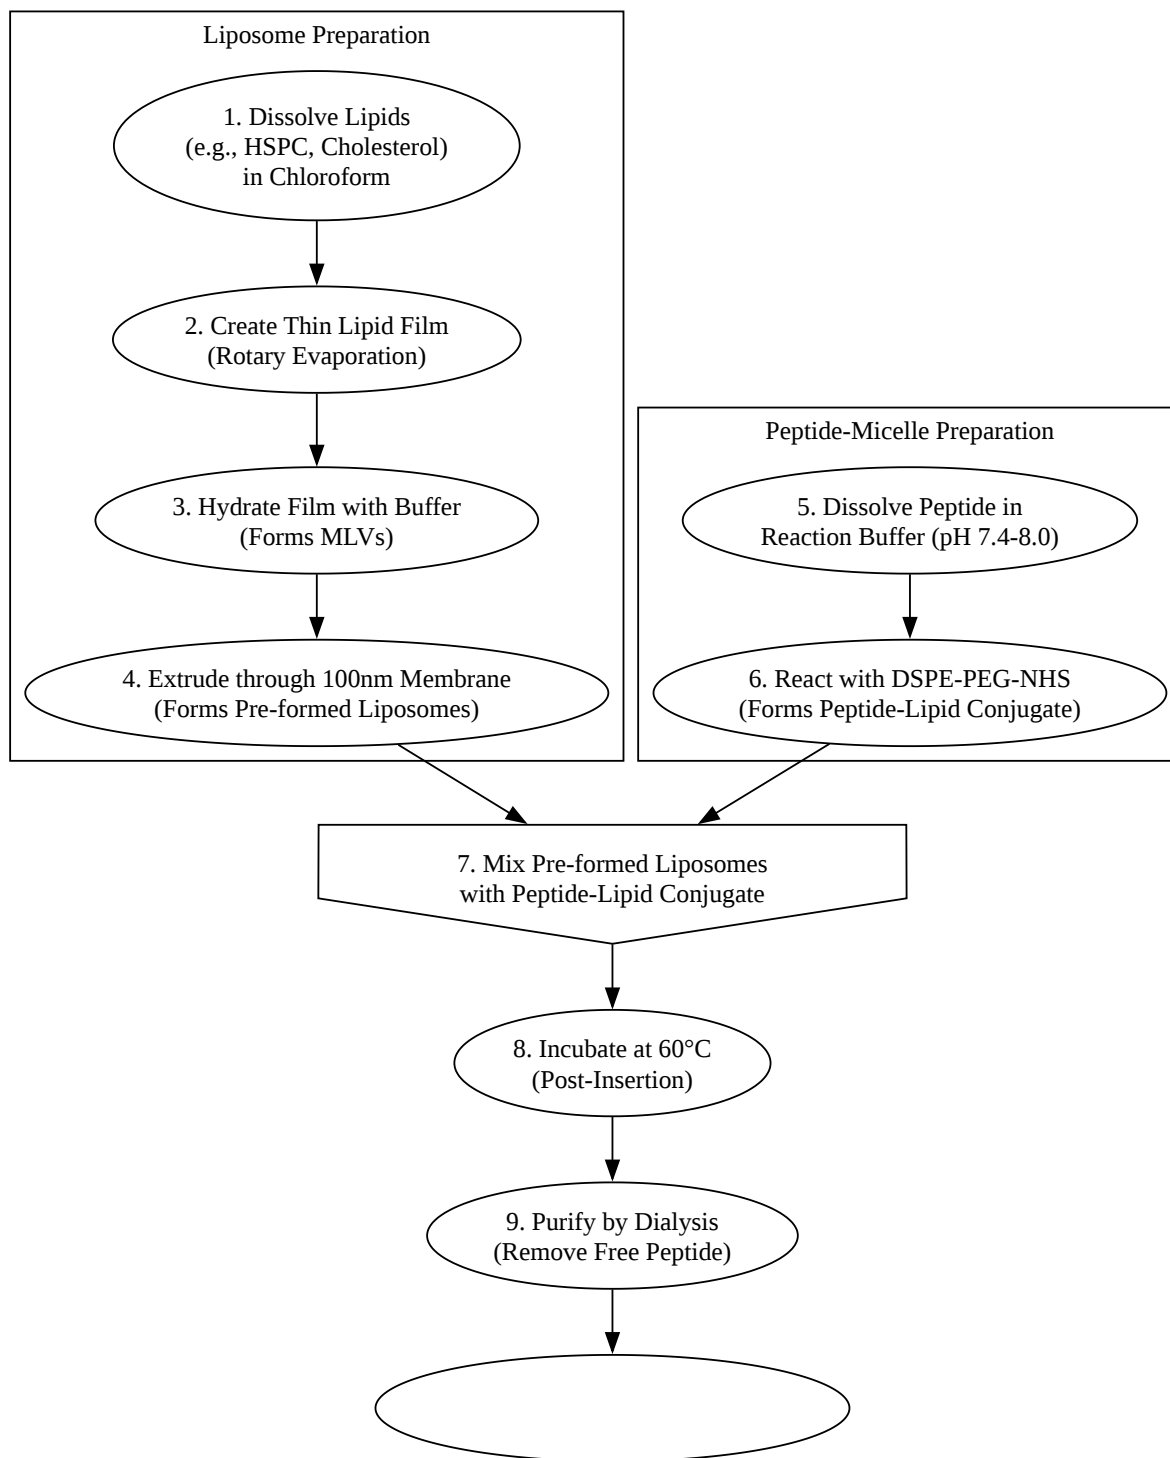 Liposome Preparation
1. Dissolve Lipids
(e.g., HSPC, Cholesterol)
in Chloroform
2. Create Thin Lipid Film
(Rotary Evaporation)
3. Hydrate Film with Buffer
(Forms MLVs)
4. Extrude through 100nm Membrane
(Forms Pre-formed Liposomes)
Peptide-Micelle Preparation
5. Dissolve Peptide in
Reaction Buffer (pH 7.4-8.0)
6. React with DSPE-PEG-NHS
(Forms Peptide-Lipid Conjugate)
7. Mix Pre-formed Liposomes
with Peptide-Lipid Conjugate
8. Incubate at 60°C
(Post-Insertion)
9. Purify by Dialysis
(Remove Free Peptide)